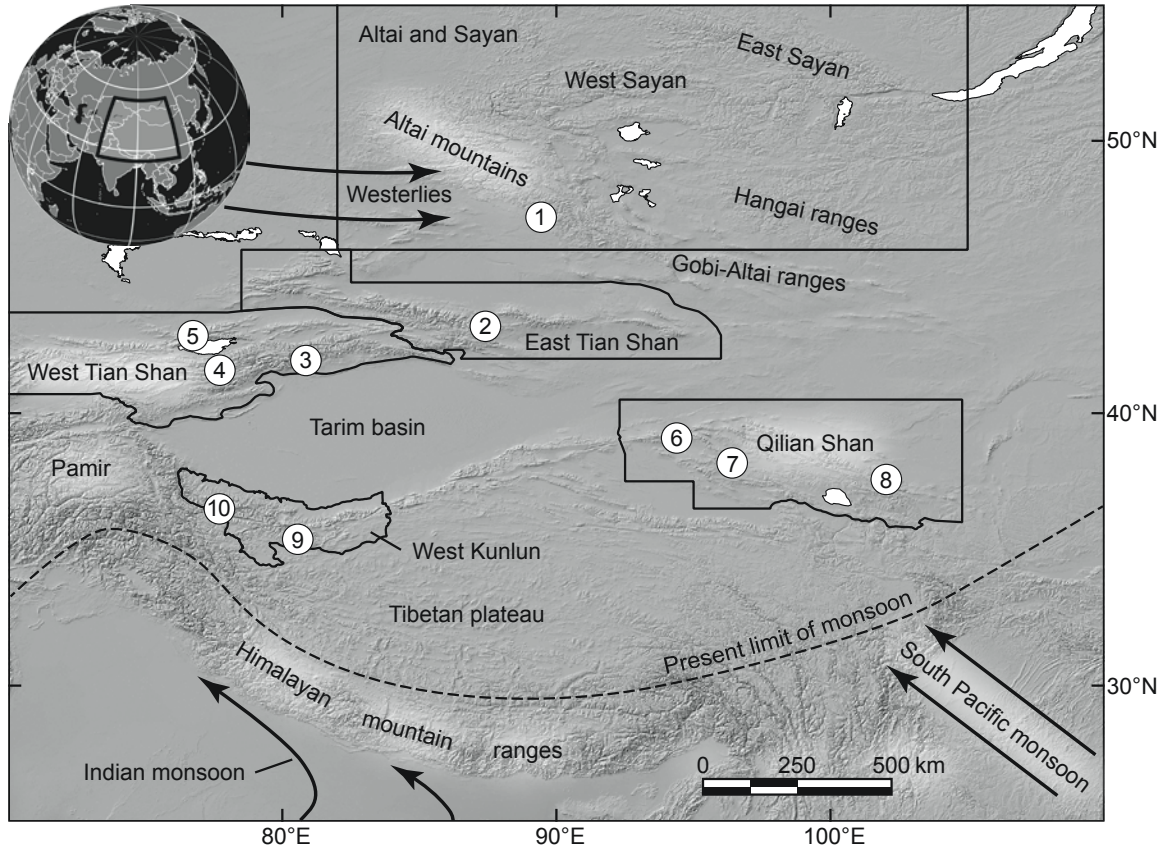 Altai and Sayan
East Sayan
West Sayan
Altai mountains
50°N
Westerlies
1
Hangai ranges
Gobi-Altai ranges
2
5
East Tian Shan
3
West Tian Shan
4
40°N
Tarim basin
6
Qilian Shan
7
Pamir
8
10
9
West Kunlun
Tibetan plateau
Present limit of monsoon
Himalayan mountain ranges
South Pacific monsoon
30°N
Indian monsoon
0 250 500 km
80°E 90°E 100°E